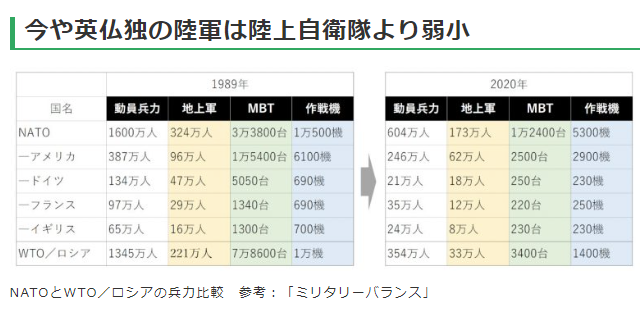 今や英仏独の陸軍は陸上自衛隊より弱小
1989年 2020年
国名 動員兵力 地上軍 MBT 作戦機 動員兵力 地上軍 MBT 作戦機
NATO 1600万人 324万人 3万3800台 1万500機 604万人 173万人 1万2400台 5300機
ーアメリカ 387万人 96万人 1万5400台 6100機 246万人 62万人 2500台 2900機
ードイツ 134万人 47万人 5050台 690機 21万人 18万人 250台 230機
ーフランス 97万人 29万人 1340台 690機 35万人 12万人 220台 250機
ーイギリス 65万人 16万人 1300台 700機 24万人 8万人 230台 230機
WTO／ロシア 1345万人 221万人 7万8600台 1万機 354万人 33万人 3400台 1400機
NATOとWTO／ロシアの兵力比較　参考：「ミリタリーバランス」